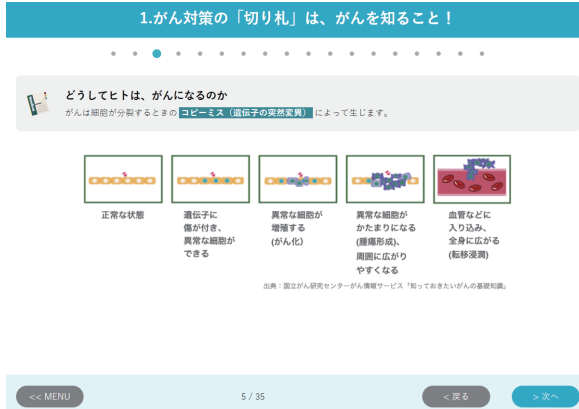 1.がん対策の「切り札」は、がんを知ること！
どうしてヒトは、がんになるのか
がんは細胞が分裂するときの コピーミス（遺伝子の突然変異） によって生じます。
正常な状態
遺伝子に
傷が付き、
異常な細胞が
できる
異常な細胞が
増殖する
(がん化)
異常な細胞が
かたまりになる
(腫瘍形成)、
周囲に広がり
やすくなる
血管などに
入り込み、
全身に広がる
(転移浸潤)
出典：国立がん研究センターがん情報サービス「知っておきたいがんの基礎知識」
<< MENU
5 / 35
< 戻る
> 次へ